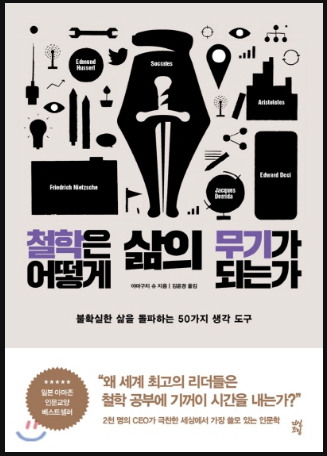 Edmund
Husserl
Socrates
Aristoteles
Friedrich Nietzsche
Jacques
Derrida
Edward Deci
철학은 삶의 무기가
어떻게 되는가
야마구치 슈 지음 | 김윤경 옮김
불확실한 삶을 돌파하는 50가지 생각 도구
★★★★★
일본 아마존
인문교양
베스트셀러
“왜 세계 최고의 리더들은
철학 공부에 기꺼이 시간을 내는가?”
2천 명의 CEO가 극찬한 세상에서 가장 쓸모 있는 인문학
다산
초당